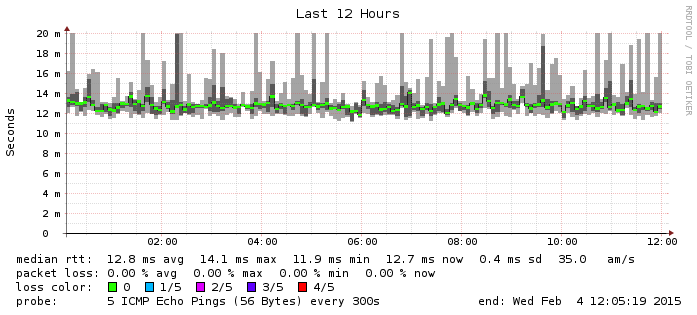 Last 12 Hours
RRDTOOL / TOBI OETIKER
Seconds
20 m
18 m
16 m
14 m
12 m
10 m
8 m
6 m
4 m
2 m
0
02:00 04:00 06:00 08:00 10:00 12:00
median rtt: 12.8 ms avg 14.1 ms max 11.9 ms min 12.7 ms now 0.4 ms sd 35.0 am/s
packet loss: 0.00 % avg 0.00 % max 0.00 % min 0.00 % now
loss color: 0 1/5 2/5 3/5 4/5
probe: 5 ICMP Echo Pings (56 Bytes) every 300s end: Wed Feb 4 12:05:19 2015